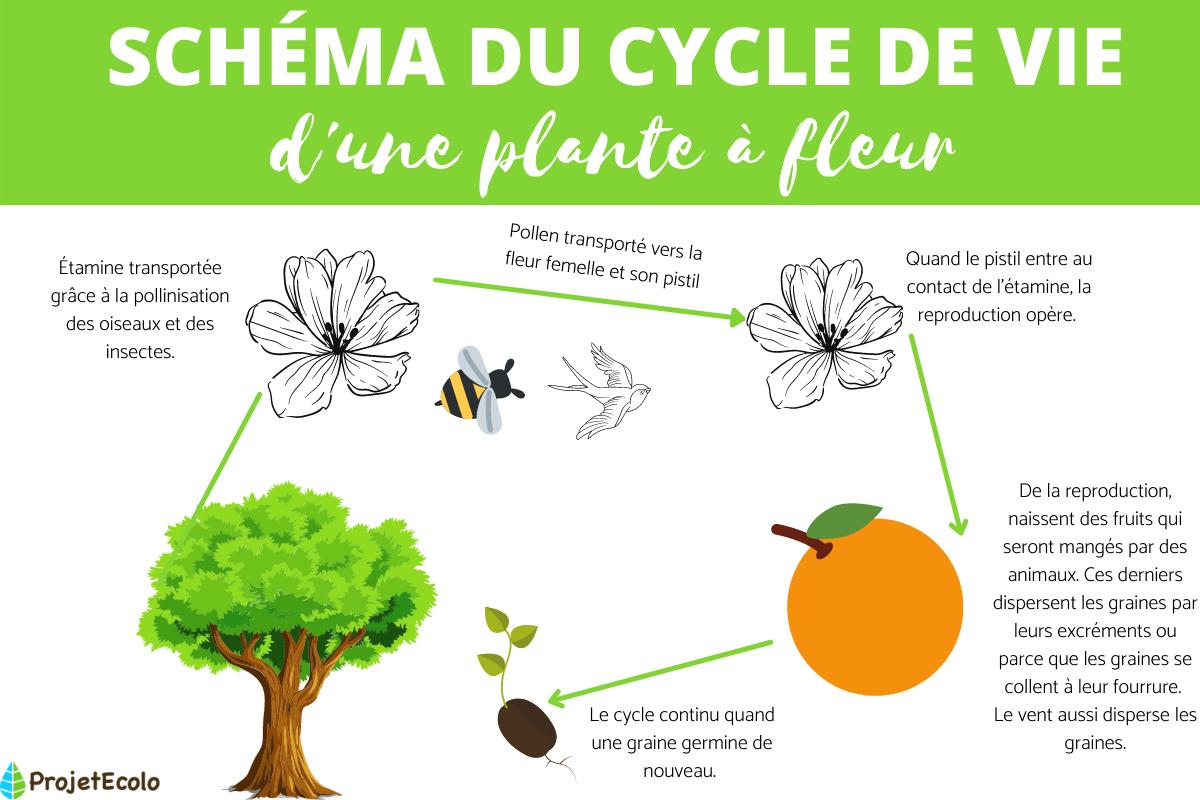 SCHÉMA DU CYCLE DE VIE
d'une plante à fleur
Étamine transportée
grâce à la pollinisation
des oiseaux et des
insectes.
Pollen transporté vers la
fleur femelle et son pistil
Quand le pistil entre au
contact de l'étamine, la
reproduction opère.
De la reproduction,
naissent des fruits qui
seront mangés par des
animaux. Ces derniers
dispersent les graines par
leurs excréments ou
parce que les graines se
collent à leur fourrure.
Le vent aussi disperse les
graines.
Le cycle continu quand
une graine germine de
nouveau.
ProjetEcolo